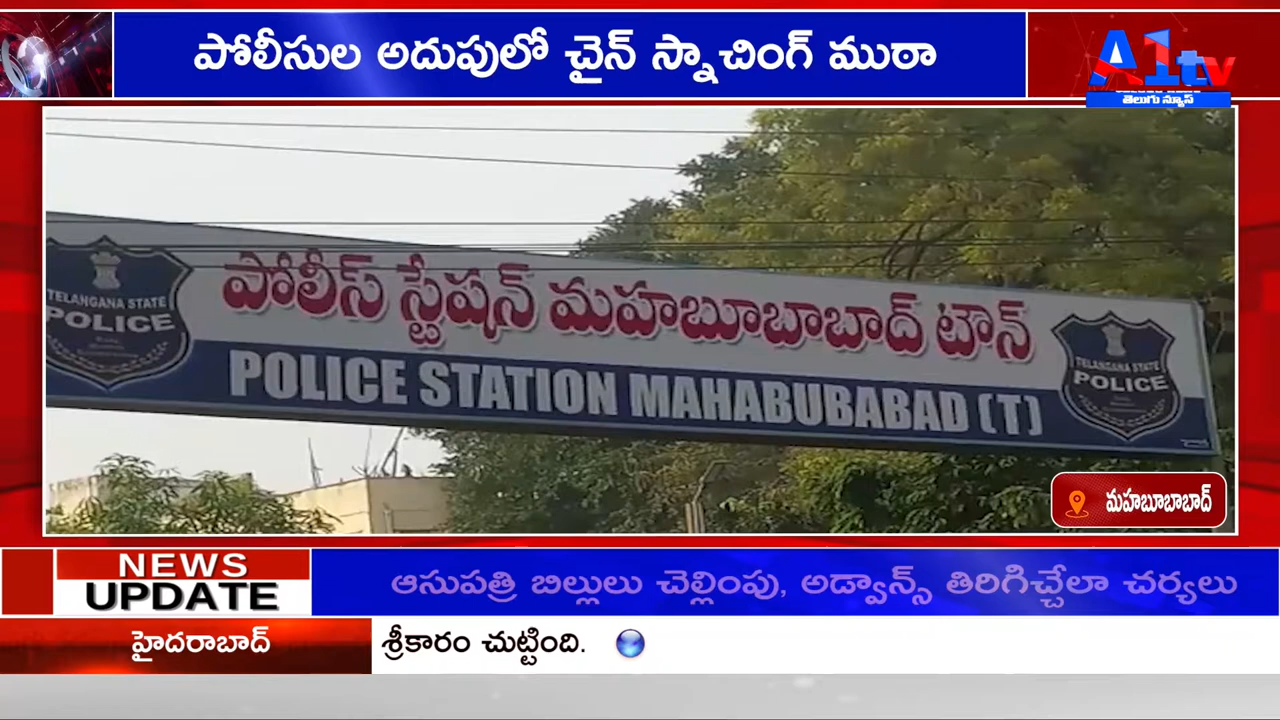 పోలీసుల అదుపులో చైన్ స్నాచింగ్ ముఠా
A1tv
తెలుగు న్యూస్
పోలీస్ స్టేషన్ మహబూబాబాద్ టౌన్
POLICE STATION MAHABUBABAD (T)
TELANGANA STATE
POLICE
TELANGANA STATE
POLICE
మహబూబాబాద్
NEWS
UPDATE
ఆసుపత్రి బిల్లులు చెల్లింపు, అడ్వాన్స్ తిరిగిచ్చేలా చర్యలు
హైదరాబాద్
శ్రీకారం చుట్టింది.